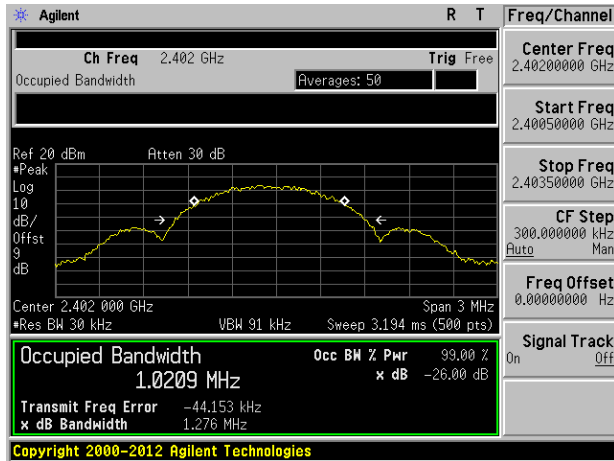 Agilent R T Freq/Channel
Ch Freq 2.402 GHz Trig Free
Occupied Bandwidth Averages: 50
Center Freq
2.40200000 GHz
Start Freq
2.40050000 GHz
Stop Freq
2.40350000 GHz
CF Step
300.000000 kHz
Auto Man
Freq Offset
0.00000000 Hz
Signal Track
On Off
Ref 20 dBm Atten 30 dB
#Peak
Log
10
dB/
Offst
9
dB
Center 2.402 000 GHz Span 3 MHz
#Res BW 30 kHz VBW 91 kHz Sweep 3.194 ms (500 pts)
Occupied Bandwidth Occ BW % Pwr 99.00 %
1.0209 MHz x dB -26.00 dB
Transmit Freq Error -44.153 kHz
x dB Bandwidth 1.276 MHz
Copyright 2000-2012 Agilent Technologies